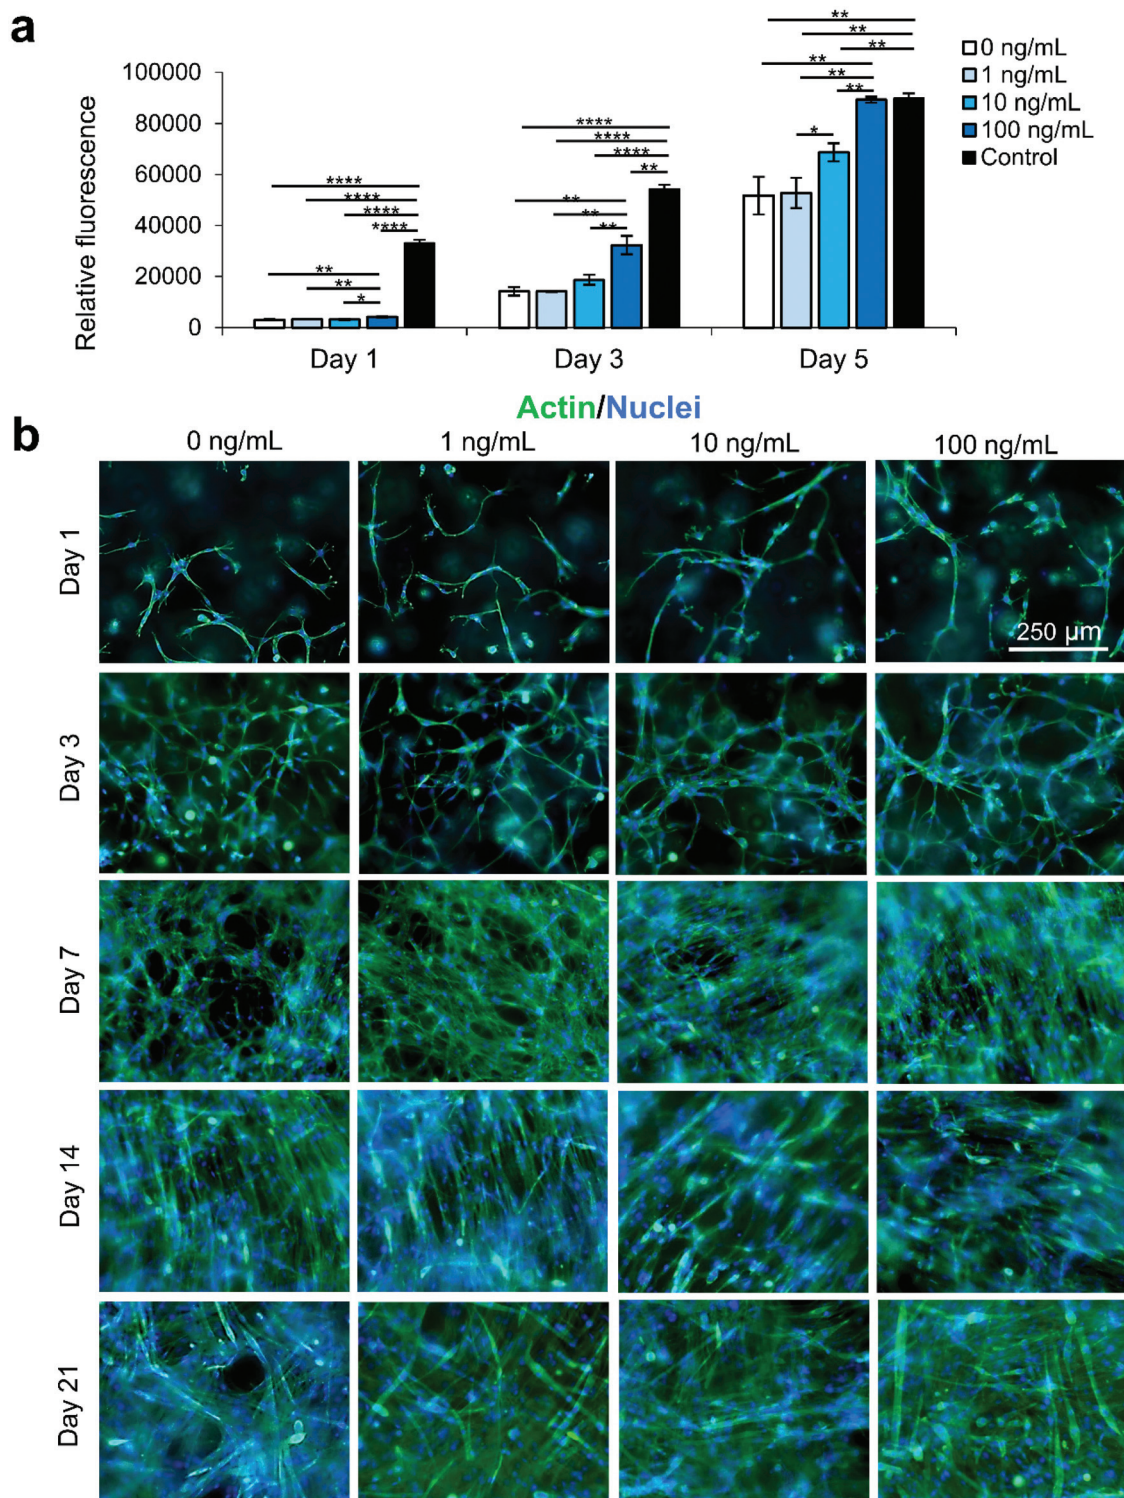 a
**
**
**
**
**
**
*
0 ng/mL
1 ng/mL
10 ng/mL
100 ng/mL
Control
100000
80000
60000
40000
20000
0
Relative fluorescence
****
****
****
**
**
**
**
****
****
****
****
**
**
*
Day 1
Day 3
Day 5
b
Actin/Nuclei
0 ng/mL
1 ng/mL
10 ng/mL
100 ng/mL
Day 1
250 µm
Day 3
Day 7
Day 14
Day 21